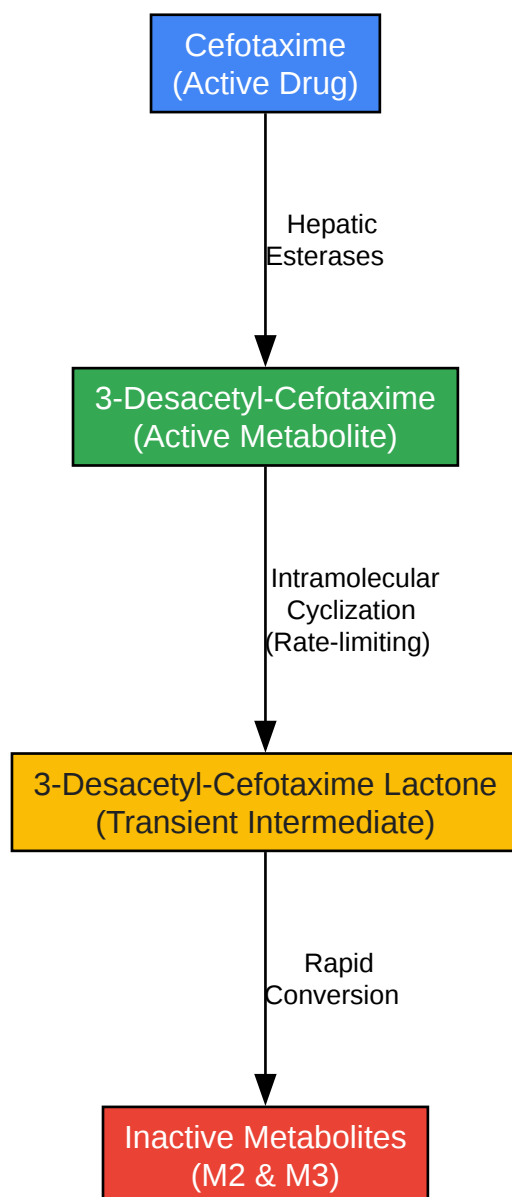 Cefotaxime
(Active Drug)
Hepatic
Esterases
3-Desacetyl-Cefotaxime
(Active Metabolite)
Intramolecular
Cyclization
(Rate-limiting)
3-Desacetyl-Cefotaxime Lactone
(Transient Intermediate)
Rapid
Conversion
Inactive Metabolites
(M2 & M3)